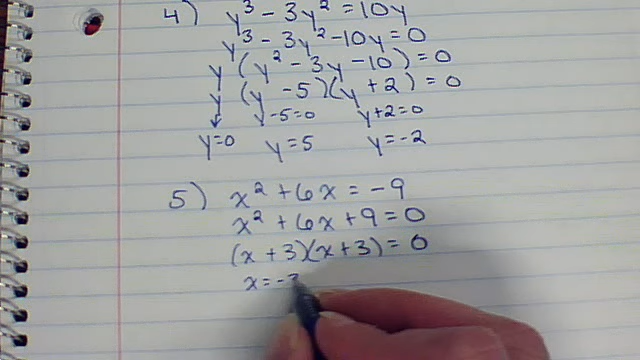 4) y³ - 3y² = 10y
y³ - 3y² - 10y = 0
y (y² - 3y - 10) = 0
y (y - 5)(y + 2) = 0
y - 5 = 0 y + 2 = 0
y = 0 y = 5 y = -2
5) x² + 6x = -9
x² + 6x + 9 = 0
(x + 3)(x + 3) = 0
x = -3